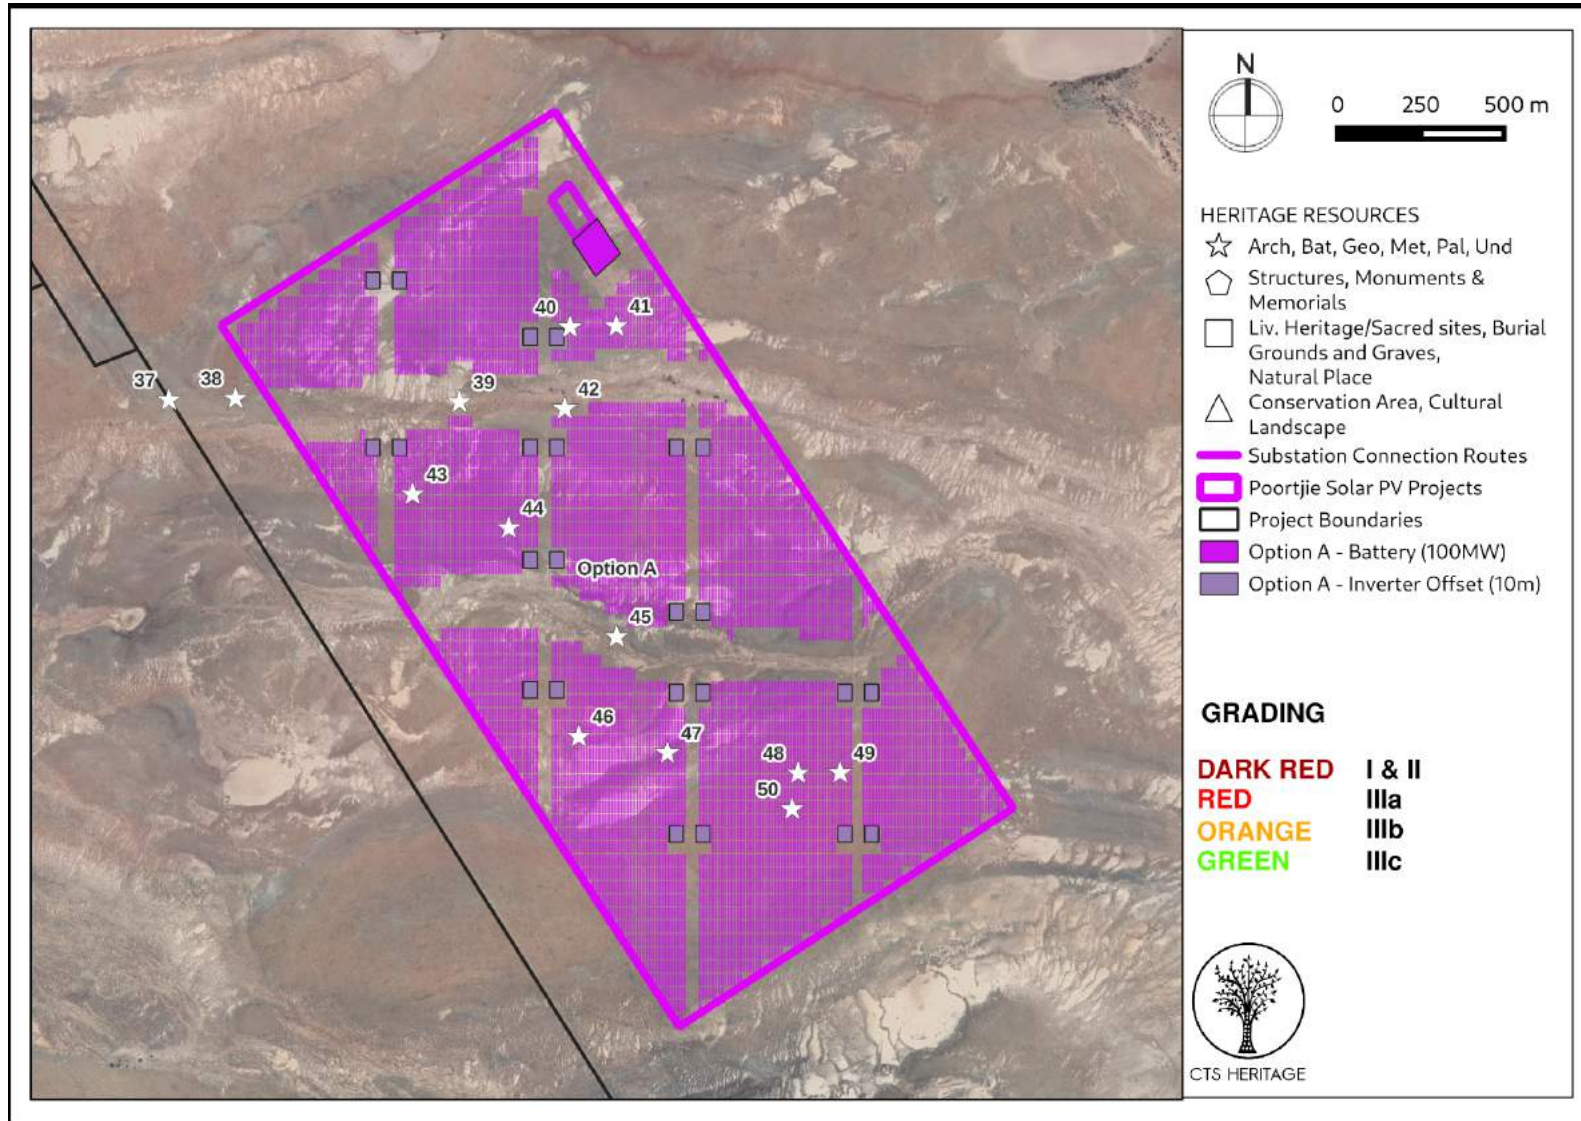 N
0 250 500 m
HERITAGE RESOURCES
Arch, Bat, Geo, Met, Pal, Und
Structures, Monuments &
Memorials
Liv. Heritage/Sacred sites, Burial
Grounds and Graves,
Natural Place
Conservation Area, Cultural
Landscape
Substation Connection Routes
Poortjie Solar PV Projects
Project Boundaries
Option A - Battery (100MW)
Option A - Inverter Offset (10m)
GRADING
DARK RED I & II
RED IIIa
ORANGE IIIb
GREEN IIIc
CTS HERITAGE
40
41
37
38
39
42
43
44
Option A
45
46
47
48
49
50